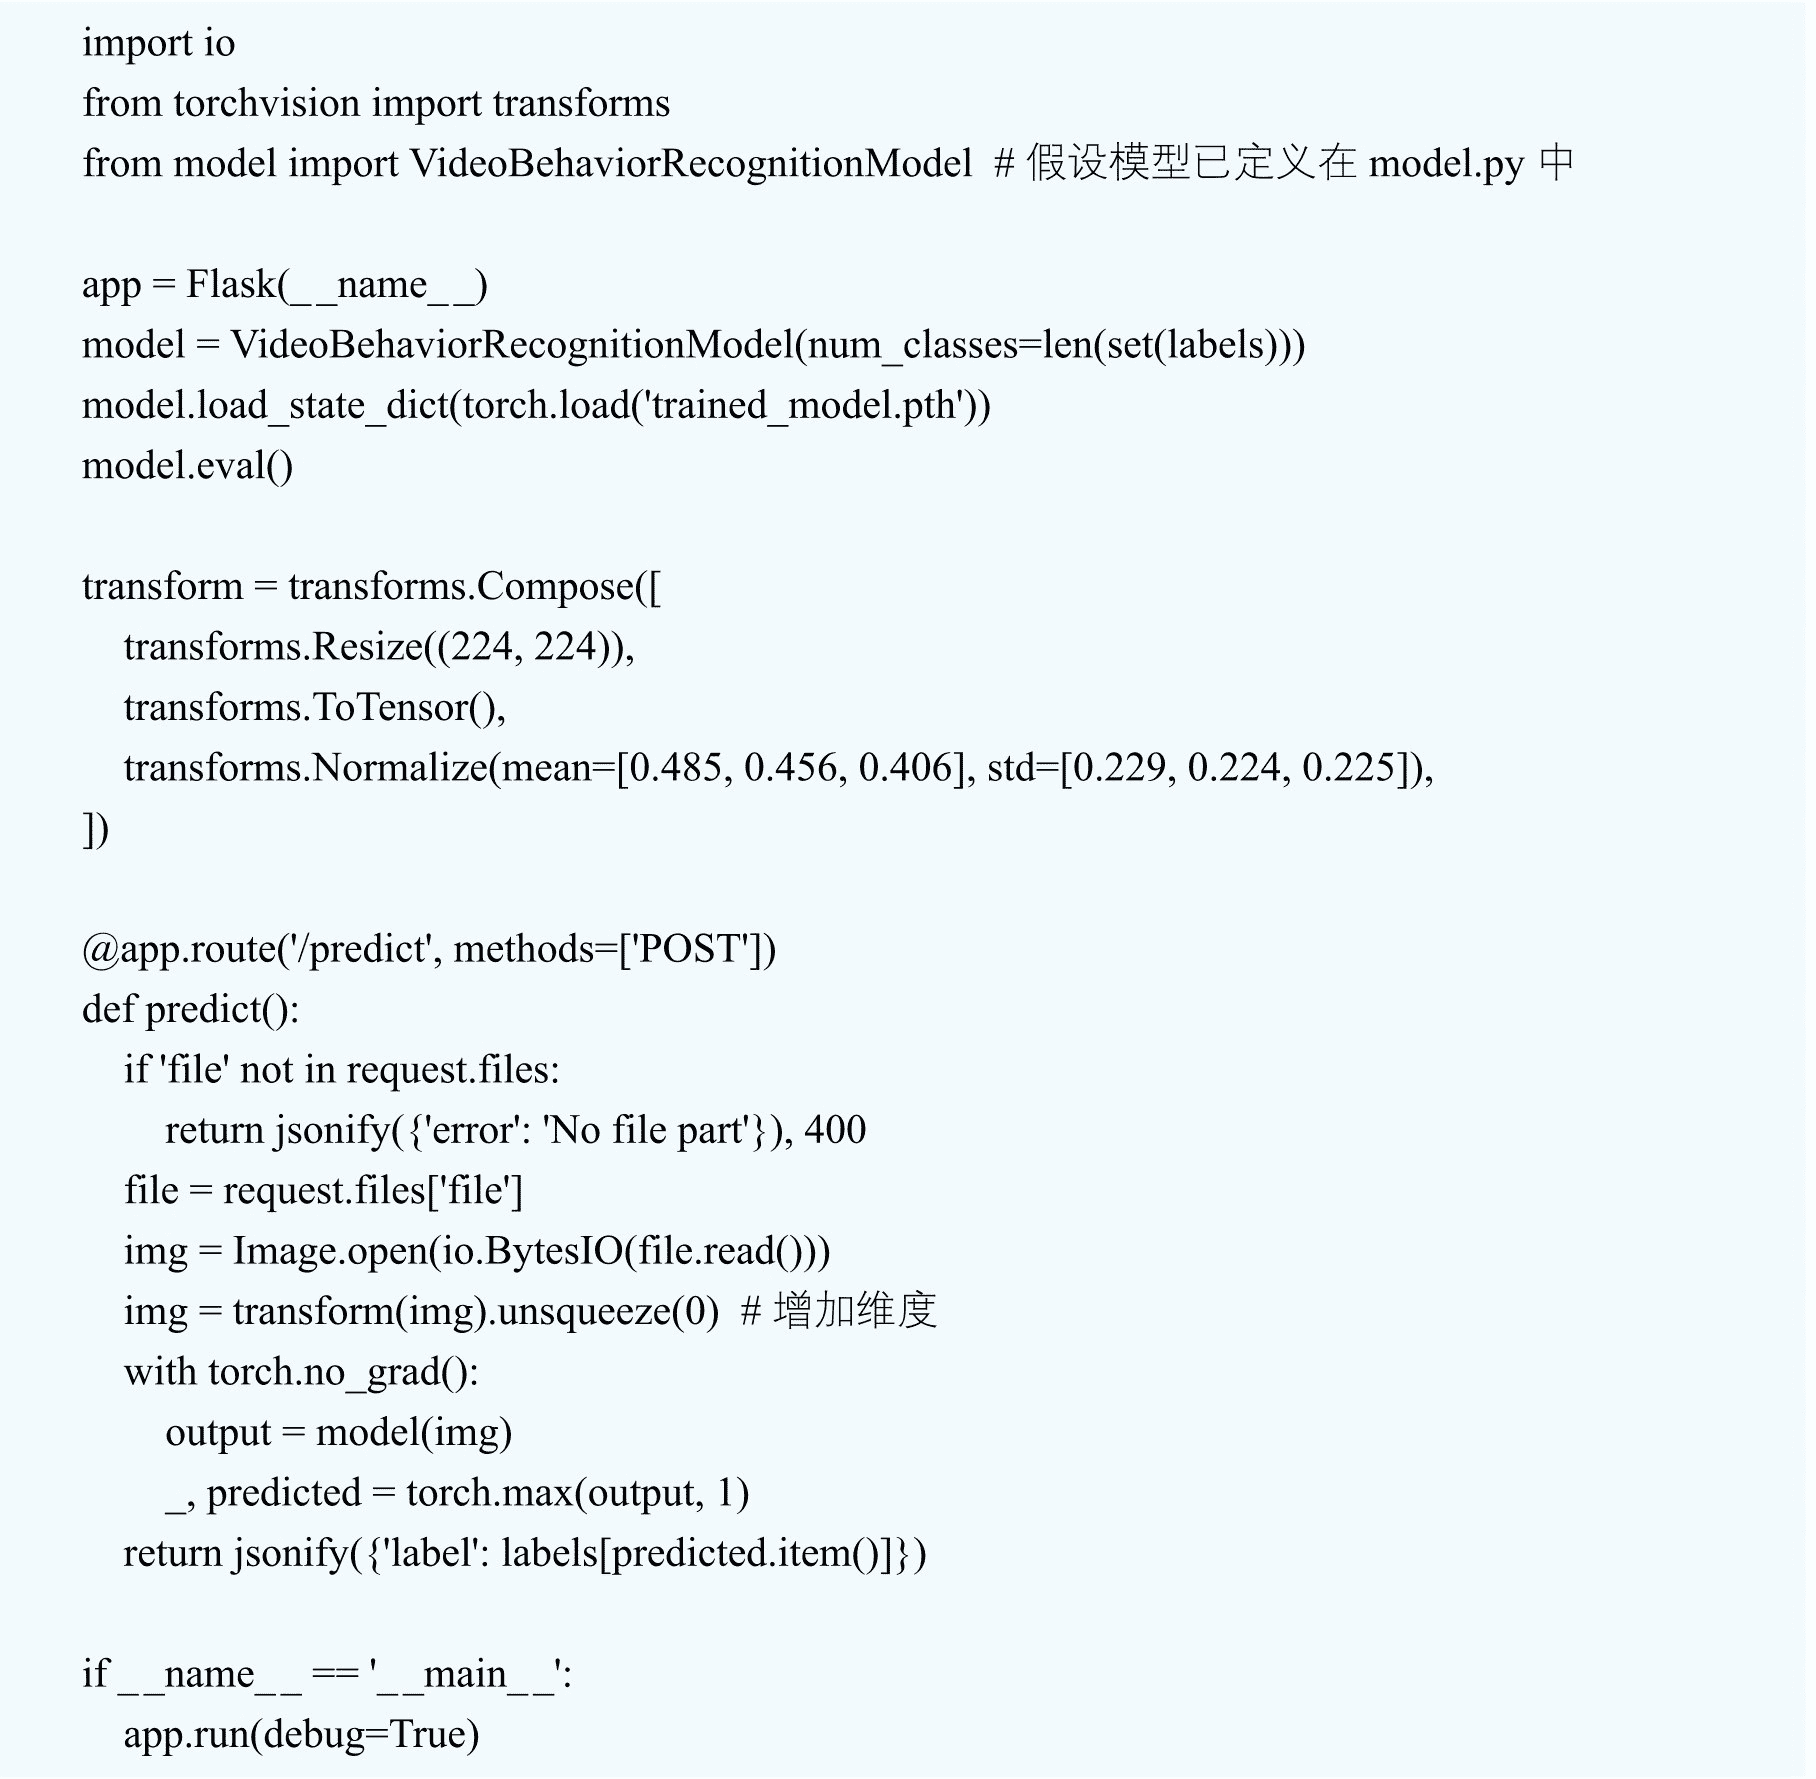 import io
from torchvision import transforms
from model import VideoBehaviorRecognitionModel  # 假设模型已定义在 model.py 中

app = Flask(__name__)
model = VideoBehaviorRecognitionModel(num_classes=len(set(labels)))
model.load_state_dict(torch.load('trained_model.pth'))
model.eval()

transform = transforms.Compose([
    transforms.Resize((224, 224)),
    transforms.ToTensor(),
    transforms.Normalize(mean=[0.485, 0.456, 0.406], std=[0.229, 0.224, 0.225]),
])

@app.route('/predict', methods=['POST'])
def predict():
    if 'file' not in request.files:
        return jsonify({'error': 'No file part'}), 400
    file = request.files['file']
    img = Image.open(io.BytesIO(file.read()))
    img = transform(img).unsqueeze(0)  # 增加维度
    with torch.no_grad():
        output = model(img)
        _, predicted = torch.max(output, 1)
    return jsonify({'label': labels[predicted.item()]})

if __name__ == '__main__':
    app.run(debug=True)